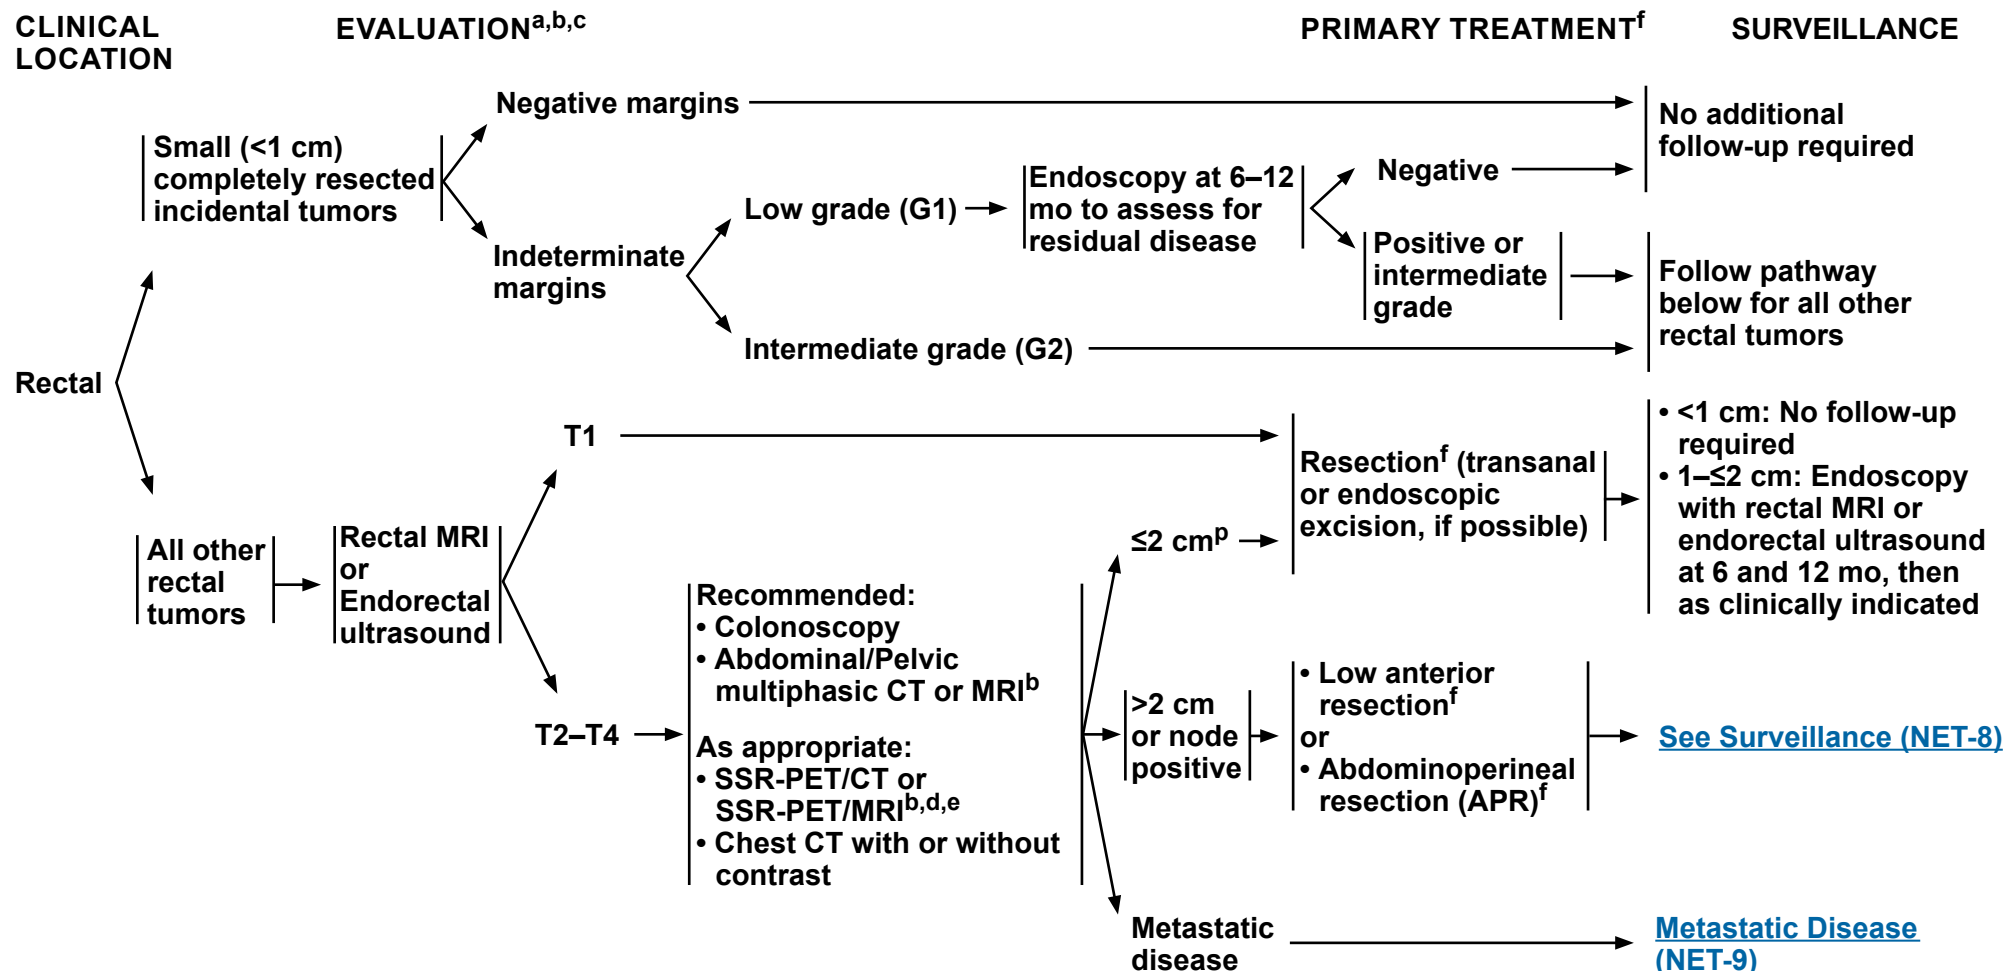 CLINICAL
LOCATION
EVALUATIONa,b,c
PRIMARY TREATMENTf
SURVEILLANCE
Rectal
Small (<1 cm)
completely resected
incidental tumors
Negative margins
Indeterminate
margins
Low grade (G1)
Endoscopy at 6–12
mo to assess for
residual disease
Negative
Positive or
intermediate
grade
Intermediate grade (G2)
No additional
follow-up required
Follow pathway
below for all other
rectal tumors
All other
rectal
tumors
Rectal MRI
or
Endorectal
ultrasound
T1
T2–T4
Recommended:
• Colonoscopy
• Abdominal/Pelvic
multiphasic CT or MRIb
As appropriate:
• SSR-PET/CT or
SSR-PET/MRIb,d,e
• Chest CT with or without
contrast
≤2 cmp
Resectionf (transanal
or endoscopic
excision, if possible)
• <1 cm: No follow-up
required
• 1–≤2 cm: Endoscopy
with rectal MRI or
endorectal ultrasound
at 6 and 12 mo, then
as clinically indicated
>2 cm
or node
positive
• Low anterior
resectionf
or
• Abdominoperineal
resection (APR)f
See Surveillance (NET-8)
Metastatic
disease
Metastatic Disease
(NET-9)